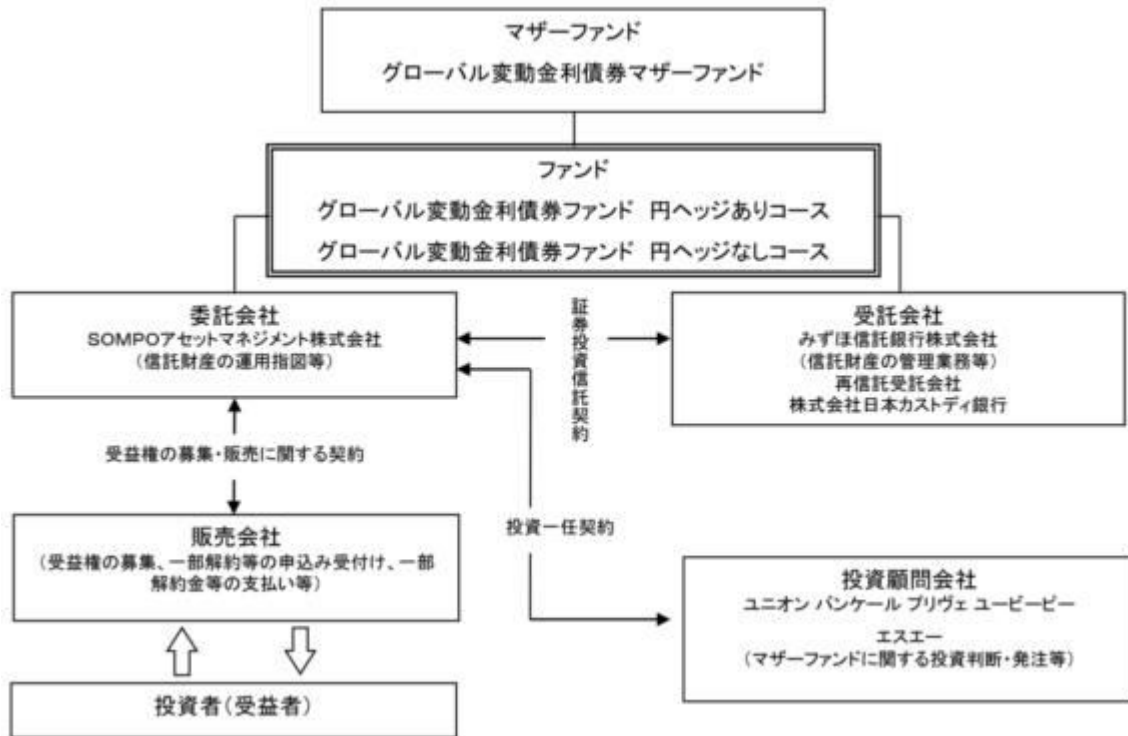 マザーファンド
グローバル変動金利債券マザーファンド
ファンド
グローバル変動金利債券ファンド 円ヘッジありコース
グローバル変動金利債券ファンド 円ヘッジなしコース
委託会社
SOMPOアセットマネジメント株式会社
(信託財産の運用指図等)
証券投資信託契約
受託会社
みずほ信託銀行株式会社
(信託財産の管理業務等)
再信託受託会社
株式会社日本カストディ銀行
受益権の募集・販売に関する契約
投資一任契約
販売会社
(受益権の募集、一部解約等の申込み受付け、一部
解約金等の支払い等)
投資顧問会社
ユニオン バンケール プリヴェ ユービービー
エスエー
(マザーファンドに関する投資判断・発注等)
投資者(受益者)